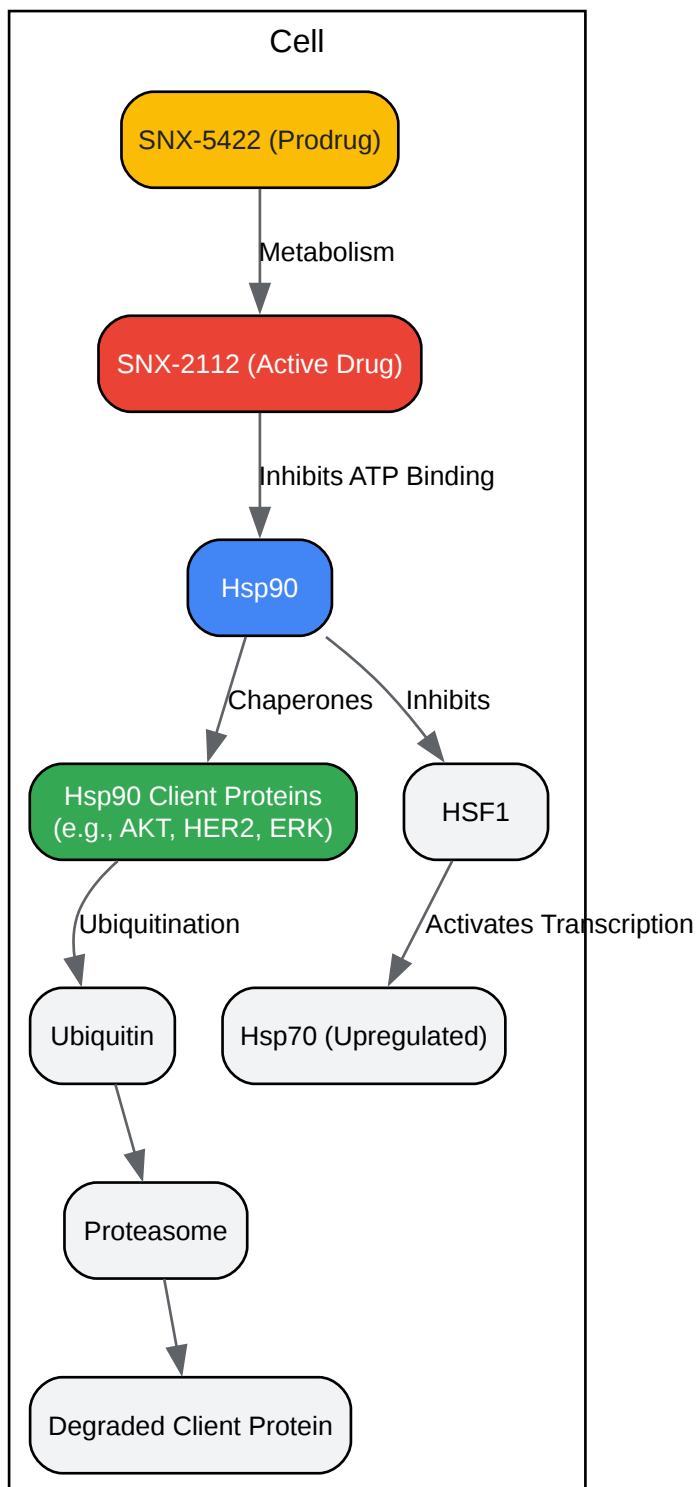 Cell
SNX-5422 (Prodrug)
Metabolism
SNX-2112 (Active Drug)
Inhibits ATP Binding
Hsp90
Chaperones
Inhibits
Hsp90 Client Proteins
(e.g., AKT, HER2, ERK)
HSF1
Ubiquitination
Activates Transcription
Ubiquitin
Hsp70 (Upregulated)
Proteasome
Degraded Client Protein